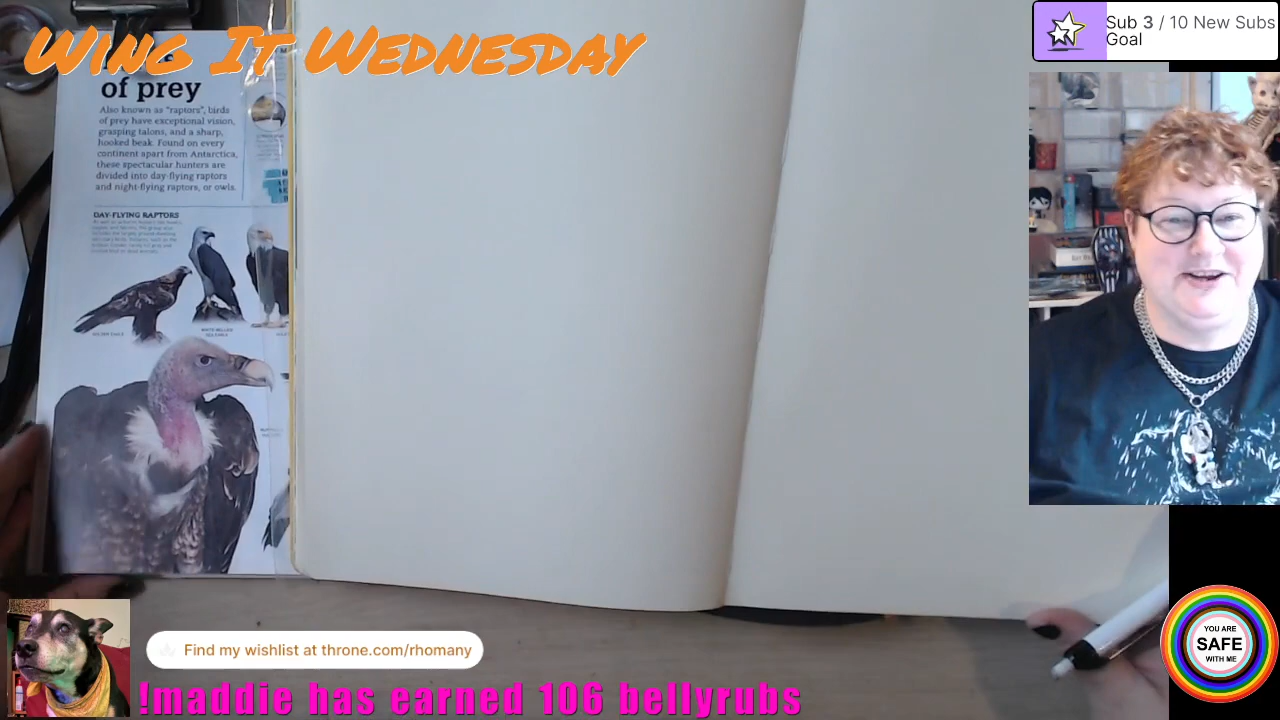 Wing It Wednesday
of prey
Also known as "raptors", birds
of prey have exceptional vision,
grasping talons, and a sharp,
hooked beak. Found on every
continent apart from Antarctica,
these spectacular hunters are
divided into day-flying raptors
and night-flying raptors, or owls.
DAY-FLYING RAPTORS
Sub 3 / 10 New Subs
Goal
YOU ARE
SAFE
WITH ME
Find my wishlist at throne.com/rhomany
!maddie has earned 106 bellyrubs